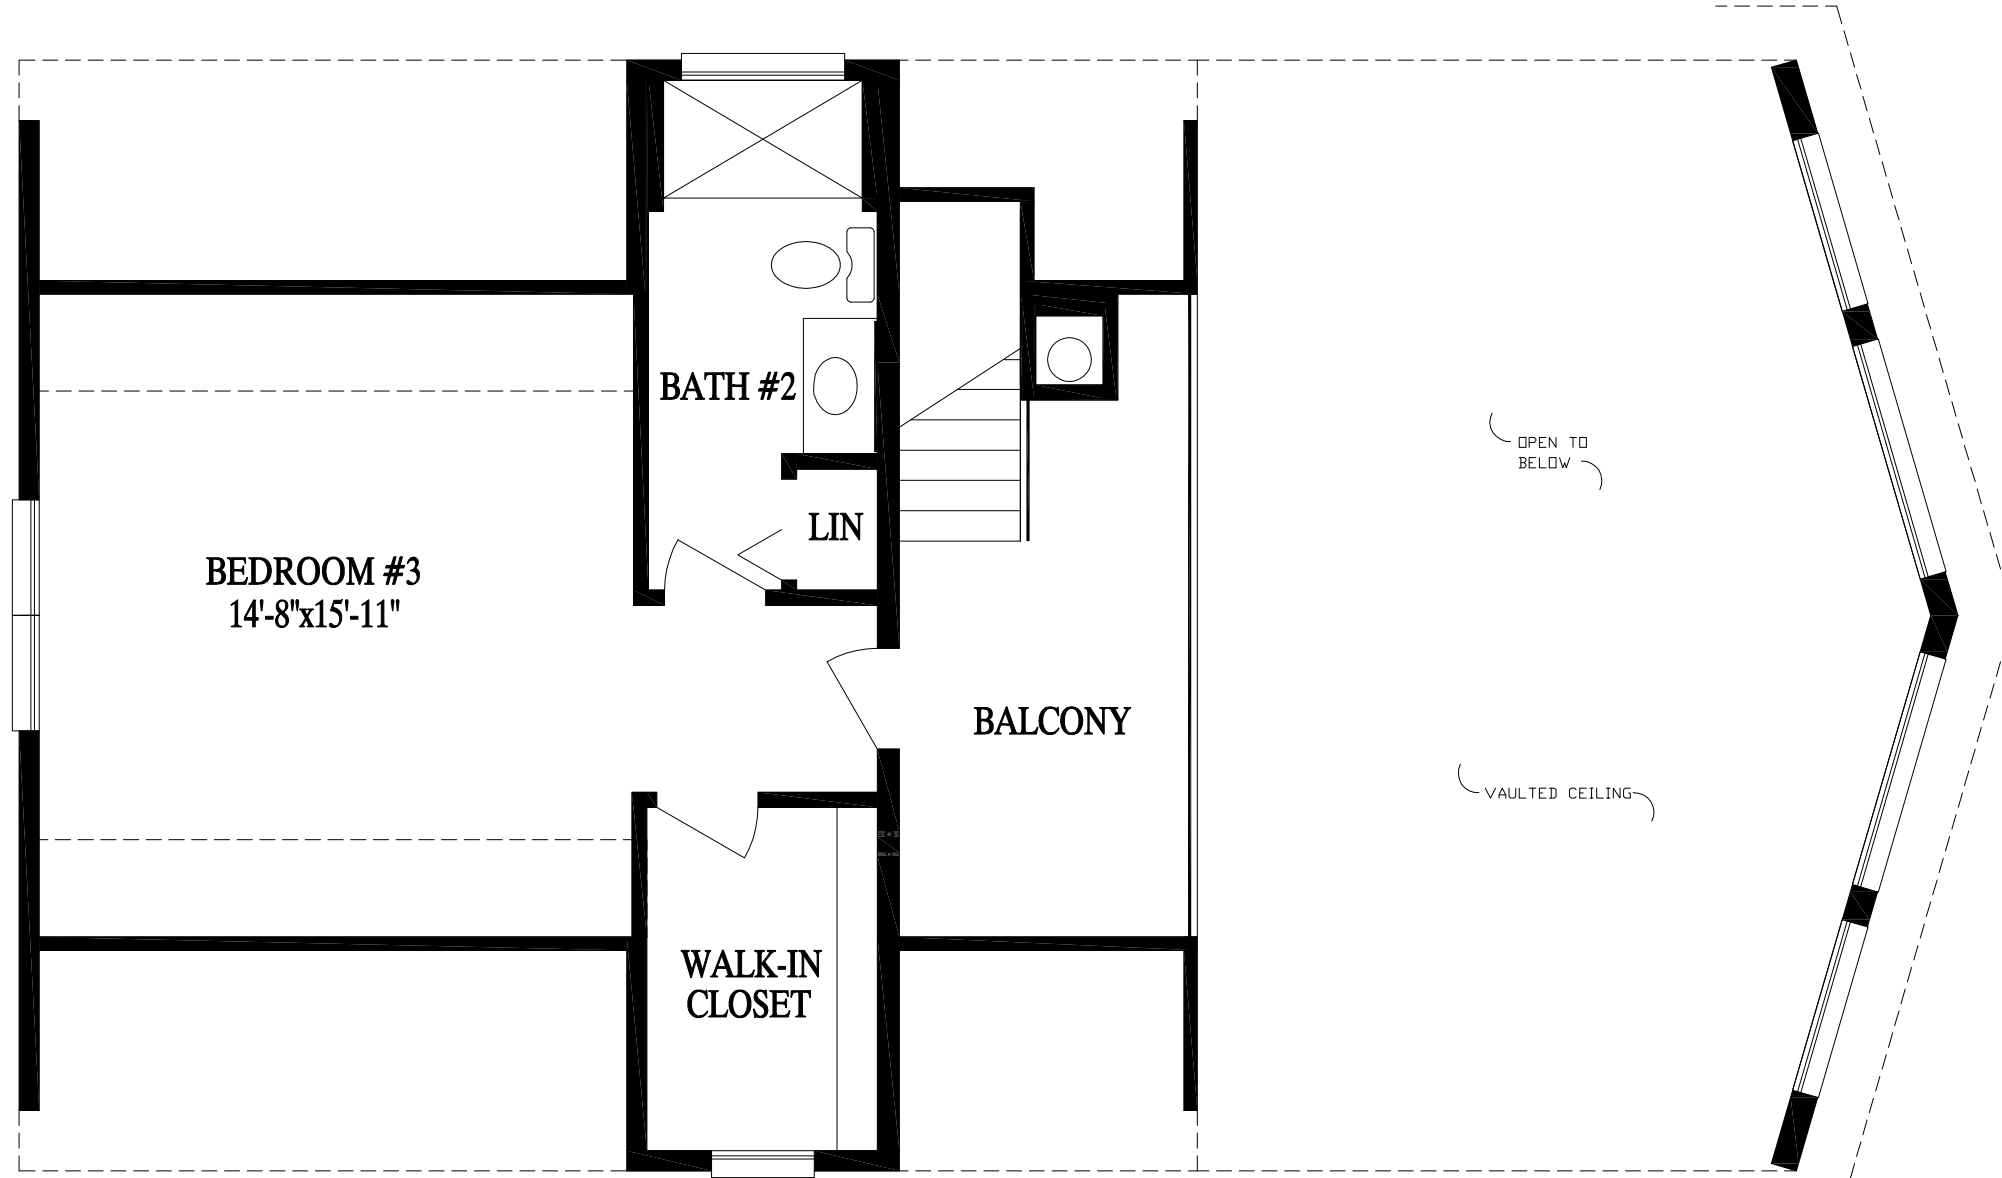 BATH #2
OPEN TO
BELOW
LIN
BEDROOM #3
14'-8"x15'-11"
BALCONY
VAULTED CEILING
WALK-IN
CLOSET